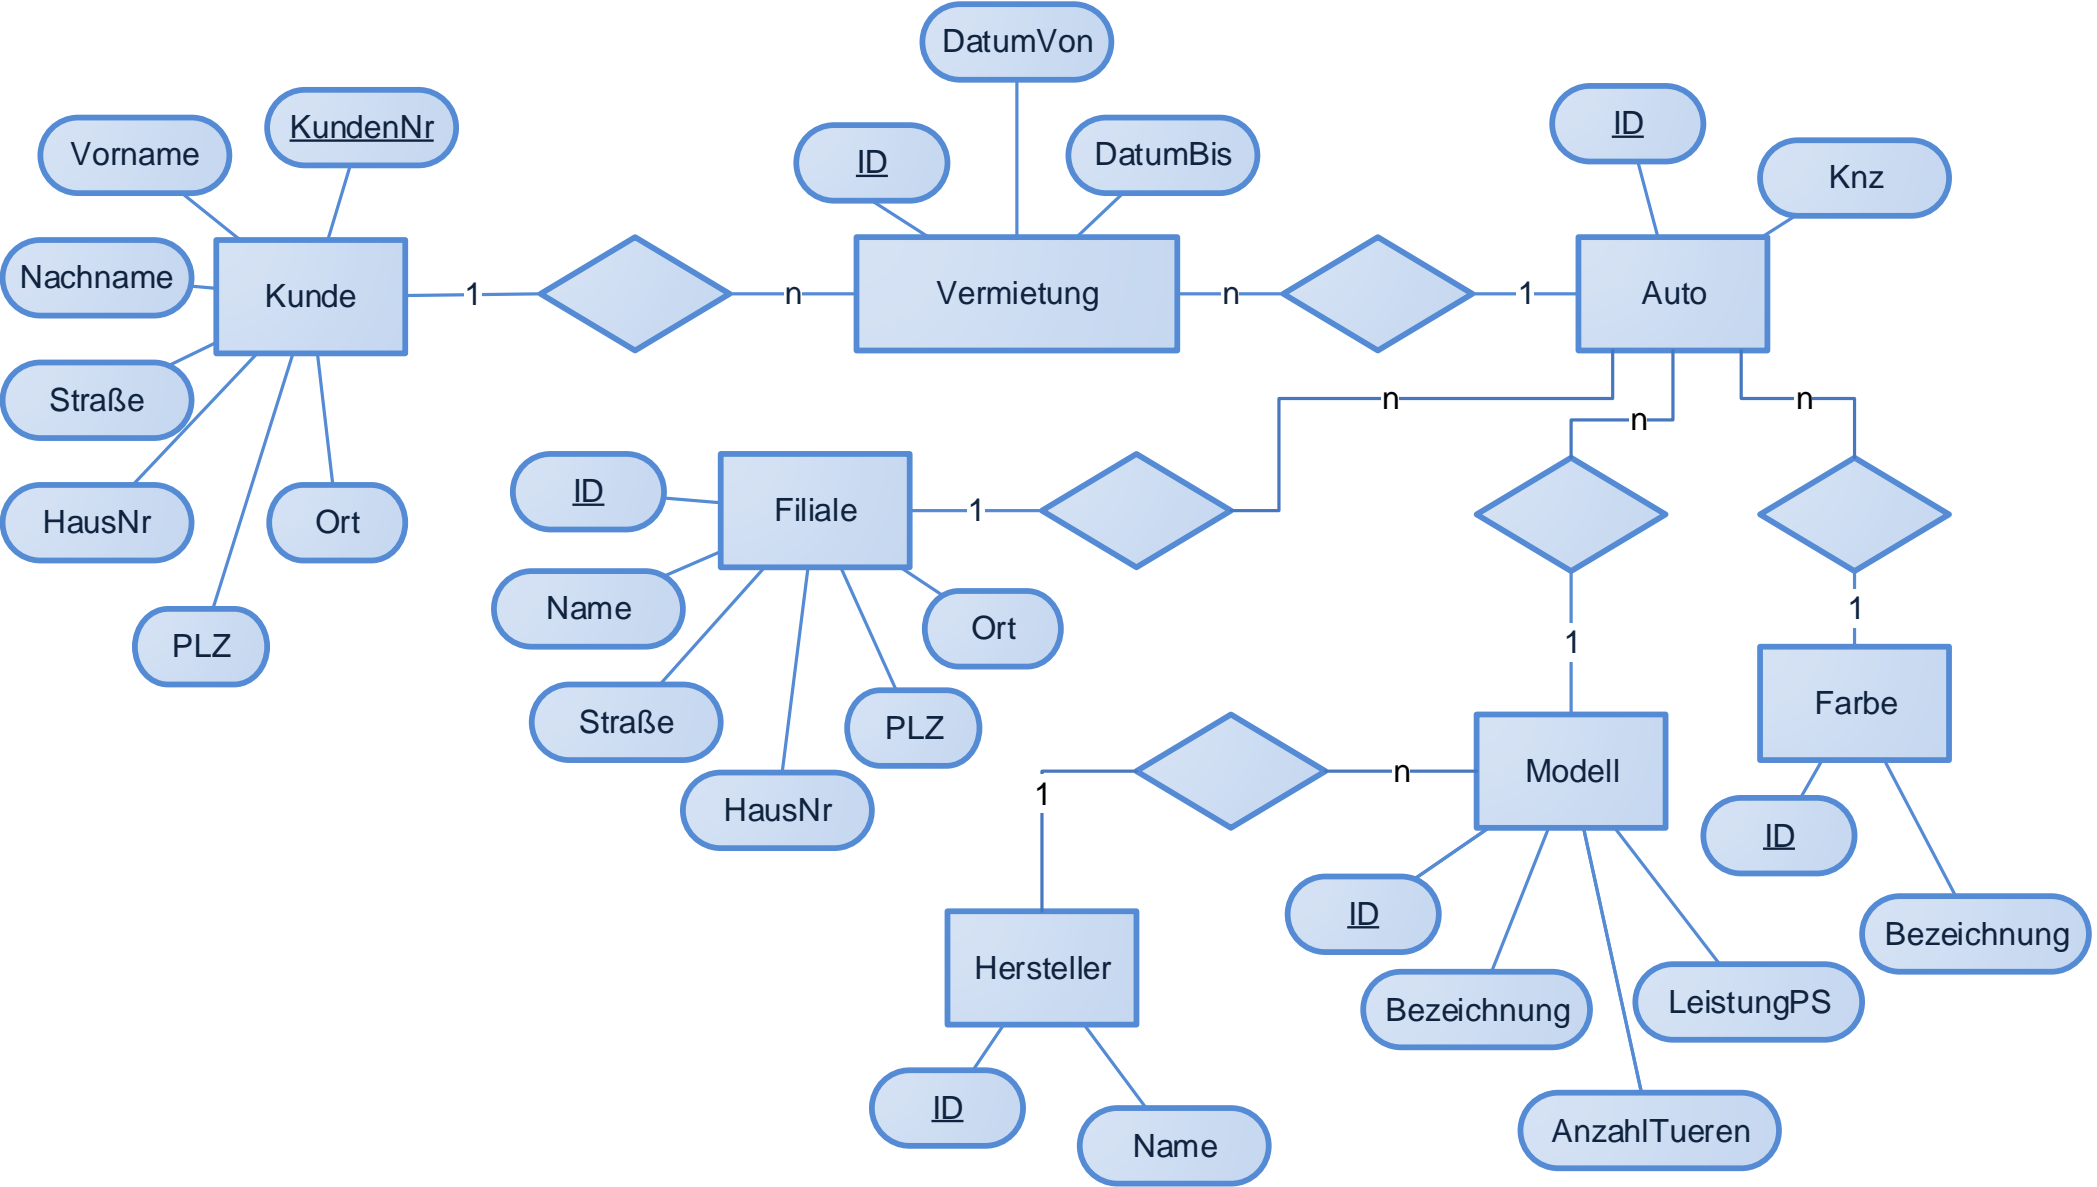 DatumVon
KundenNr
ID
Vorname
ID
DatumBis
Knz
Nachname
Kunde
1
n
Vermietung
n
1
Auto
Straße
n
n
n
ID
Filiale
1
HausNr
Ort
Name
Ort
1
PLZ
1
Straße
PLZ
Farbe
HausNr
1
n
Modell
ID
ID
Bezeichnung
Hersteller
Bezeichnung
LeistungPS
ID
Name
AnzahlTueren